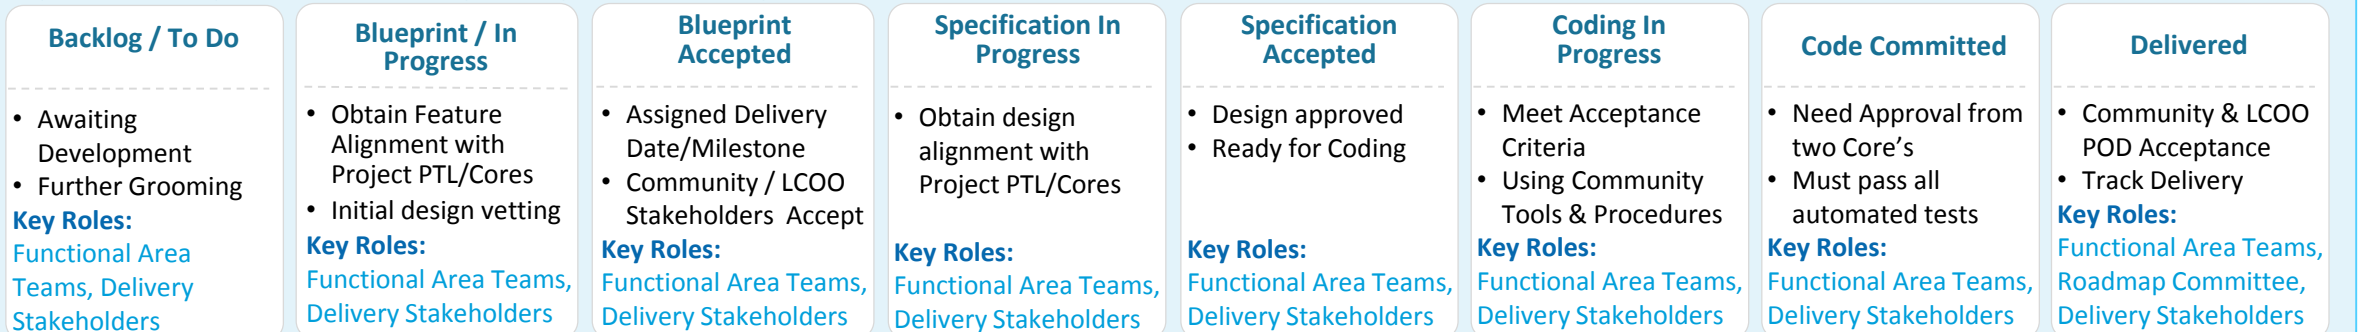 Backlog / To Do
• Awaiting
Development
• Further Grooming
Key Roles:
Functional Area
Teams, Delivery
Stakeholders
Blueprint / In
Progress
• Obtain Feature
Alignment with
Project PTL/Cores
• Initial design vetting
Key Roles:
Functional Area Teams,
Delivery Stakeholders
Blueprint
Accepted
• Assigned Delivery
Date/Milestone
• Community / LCOO
Stakeholders Accept
Key Roles:
Functional Area Teams,
Delivery Stakeholders
Specification In
Progress
• Obtain design
alignment with
Project PTL/Cores
Key Roles:
Functional Area Teams,
Delivery Stakeholders
Specification
Accepted
• Design approved
• Ready for Coding
Key Roles:
Functional Area Teams,
Delivery Stakeholders
Coding In
Progress
• Meet Acceptance
Criteria
• Using Community
Tools & Procedures
Key Roles:
Functional Area Teams,
Delivery Stakeholders
Code Committed
• Need Approval from
two Core’s
• Must pass all
automated tests
Key Roles:
Functional Area Teams,
Delivery Stakeholders
Delivered
• Community & LCOO
POD Acceptance
• Track Delivery
Key Roles:
Functional Area Teams,
Roadmap Committee,
Delivery Stakeholders